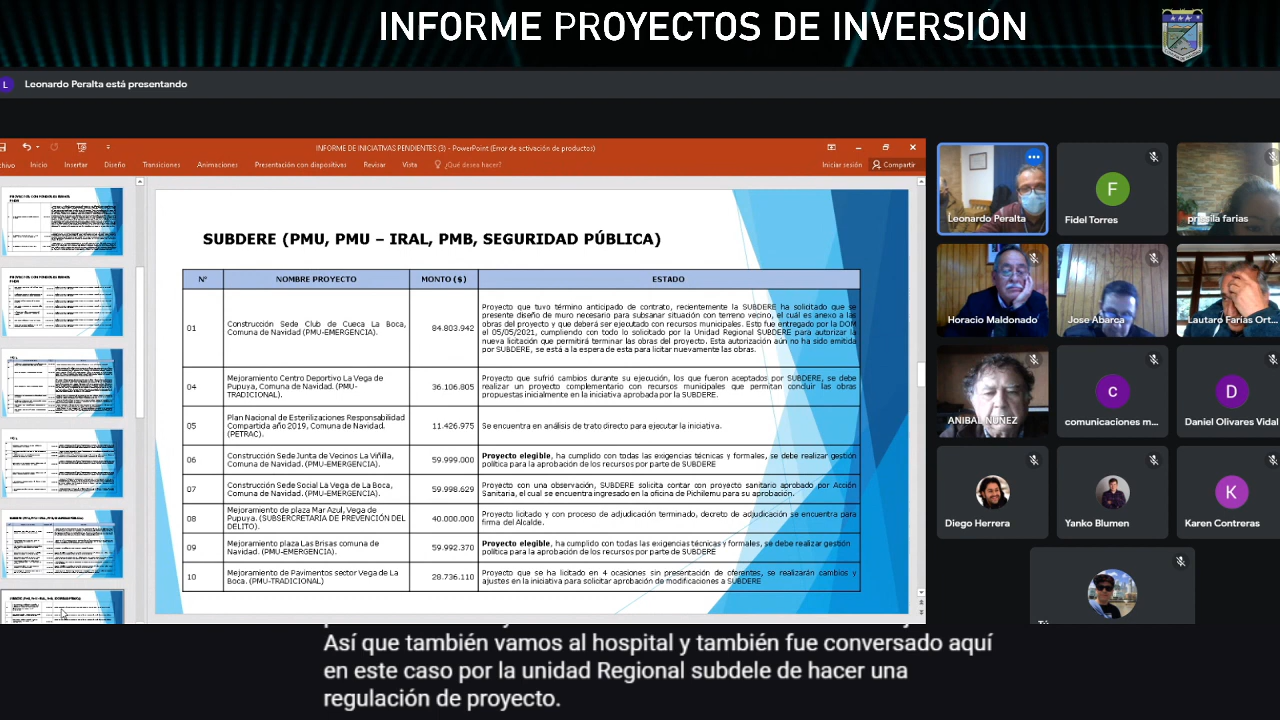 INFORME PROYECTOS DE INVERSIÓN
L
Leonardo Peralta está presentando
INFORME DE INICIATIVAS PENDIENTES (3) - PowerPoint (Error de activación de productos)
chivo Inicio Insertar Diseño Transiciones Animaciones Presentación con diapositivas Revisar Vista ¿Qué desea hacer? Iniciar sesión Compartir
SUBDERE (PMU, PMU – IRAL, PMB, SEGURIDAD PÚBLICA)
N° NOMBRE PROYECTO MONTO ($) ESTADO
01
Construcción Sede Club de Cueca La Boca,
Comuna de Navidad (PMU-EMERGENCIA).
84.803.942
Proyecto que tuvo término anticipado de contrato, recientemente la SUBDERE ha solicitado que se
presente diseño de muro necesario para subsanar situación con terreno vecino, el cuál es anexo a las
obras del proyecto y que deberá ser ejecutado con recursos municipales. Esto fue entregado por la DOM
el 05/05/2021, cumpliendo con todo lo solicitado por la Unidad Regional SUBDERE para autorizar la
nueva licitación que permitirá terminar las obras del proyecto. Esta autorización aún no ha sido emitida
por SUBDERE, se está a la espera de esta para licitar nuevamente las obras.
04
Mejoramiento Centro Deportivo La Vega de
Pupuya, Comuna de Navidad. (PMU-
TRADICIONAL).
36.106.805
Proyecto que sufrió cambios durante su ejecución, los que fueron aceptados por SUBDERE, se debe
realizar un proyecto complemento con recursos municipales que permitan concluir las obras
propuestas inicialmente en la iniciativa aprobada por la SUBDERE.
05
Plan Nacional de Esterilizaciones Responsabilidad
Compartida año 2019, Comuna de Navidad.
(PETRAC).
11.426.975
Se encuentra en análisis de trato directo para ejecutar la iniciativa.
06
Construcción Sede Junta de Vecinos La Viñilla,
Comuna de Navidad. (PMU-EMERGENCIA).
59.999.000
Proyecto elegible, ha cumplido con todas las exigencias técnicas y formales, se debe realizar gestión
política para la aprobación de los recursos por parte de SUBDERE
07
Construcción Sede Social La Vega de La Boca,
Comuna de Navidad. (PMU-EMERGENCIA).
59.998.629
Proyecto con una observación, SUBDERE solicita contar con proyecto sanitario aprobado por Acción
Sanitaria, el cual se encuentra ingresado en la oficina de Pichilemu para su aprobación.
08
Mejoramiento de plaza Mar Azul, Vega de
Pupuya. (SUBSERCRETARIA DE PREVENCIÓN DEL
DELITO).
40.000.000
Proyecto licitado y con proceso de adjudicación terminado, decreto de adjudicación se encuentra para
firma del Alcalde.
09
Mejoramiento plaza Las Brisas comuna de
Navidad. (PMU-EMERGENCIA).
59.992.370
Proyecto elegible, ha cumplido con todas las exigencias técnicas y formales, se debe realizar gestión
política para la aprobación de los recursos por parte de SUBDERE
10
Mejoramiento de Pavimentos sector Vega de La
Boca. (PMU-TRADICIONAL)
28.736.110
Proyecto que se ha licitado en 4 ocasiones sin presentación de oferentes, se realizarán cambios y
ajustes en la iniciativa para solicitar aprobación de modificaciones a SUBDERE
Leonardo Peralta
F
Fidel Torres
priscila farias
Horacio Maldonado
Jose Abarca
Lautaro Farías Ort...
ANIBAL NUÑEZ
c
comunicaciones m...
D
Daniel Olivares Vidal
Diego Herrera
Yanko Blumen
K
Karen Contreras
Así que también vamos al hospital y también fue conversado aquí
en este caso por la unidad Regional subdele de hacer una
regulación de proyecto.